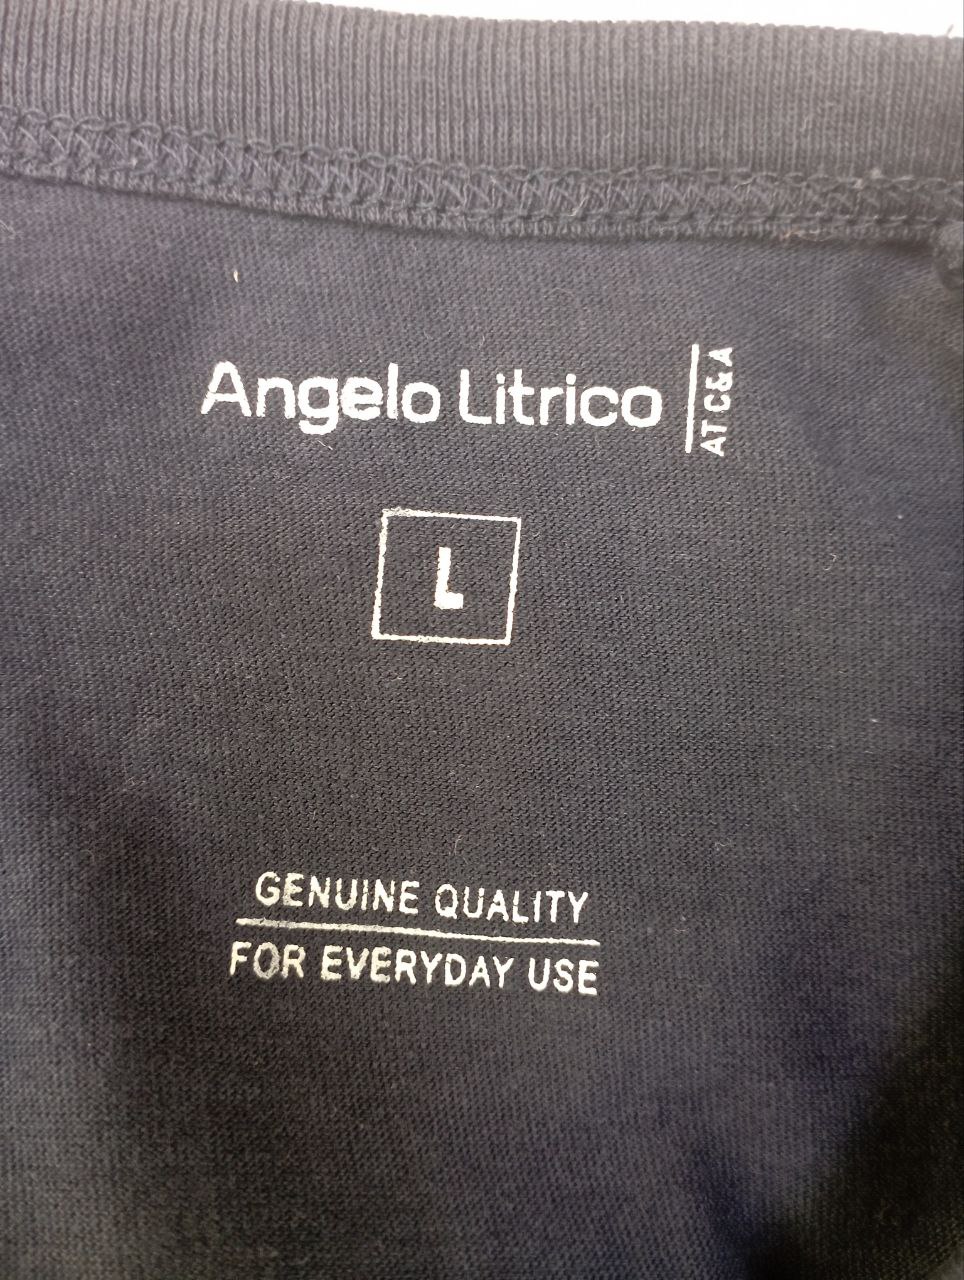 Angelo Litrico
AT C&A
L
GENUINE QUALITY
FOR EVERYDAY USE